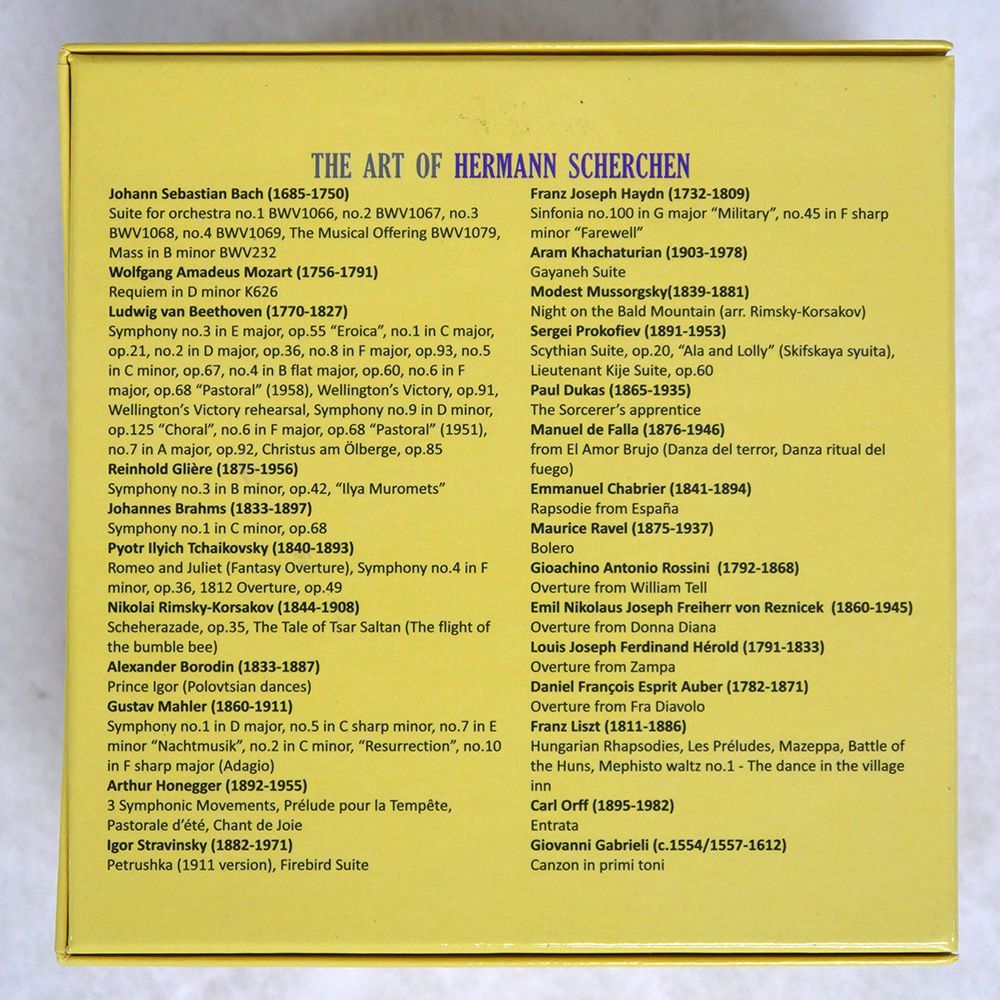 THE ART OF HERMANN SCHERCHEN
Johann Sebastian Bach (1685-1750)
Suite for orchestra no.1 BWV1066, no.2 BWV1067, no.3
BWV1068, no.4 BWV1069, The Musical Offering BWV1079,
Mass in B minor BWV232
Wolfgang Amadeus Mozart (1756-1791)
Requiem in D minor K626
Ludwig van Beethoven (1770-1827)
Symphony no.3 in E major, op.55 “Eroica”, no.1 in C major,
op.21, no.2 in D major, op.36, no.8 in F major, op.93, no.5
in C minor, op.67, no.4 in B flat major, op.60, no.6 in F
major, op.68 “Pastoral” (1958), Wellington’s Victory, op.91,
Wellington’s Victory rehearsal, Symphony no.9 in D minor,
op.125 “Choral”, no.6 in F major, op.68 “Pastoral” (1951),
no.7 in A major, op.92, Christus am Ölberge, op.85
Reinhold Glière (1875-1956)
Symphony no.3 in B minor, op.42, “Ilya Muromets”
Johannes Brahms (1833-1897)
Symphony no.1 in C minor, op.68
Pyotr Ilyich Tchaikovsky (1840-1893)
Romeo and Juliet (Fantasy Overture), Symphony no.4 in F
minor, op.36, 1812 Overture, op.49
Nikolai Rimsky-Korsakov (1844-1908)
Scheherazade, op.35, The Tale of Tsar Saltan (The flight of
the bumble bee)
Alexander Borodin (1833-1887)
Prince Igor (Polovtsian dances)
Gustav Mahler (1860-1911)
Symphony no.1 in D major, no.5 in C sharp minor, no.7 in E
minor “Nachtmusik”, no.2 in C minor, “Resurrection”, no.10
in F sharp major (Adagio)
Arthur Honegger (1892-1955)
3 Symphonic Movements, Prélude pour la Tempête,
Pastorale d’été, Chant de Joie
Igor Stravinsky (1882-1971)
Petrushka (1911 version), Firebird Suite
Franz Joseph Haydn (1732-1809)
Sinfonia no.100 in G major “Military”, no.45 in F sharp
minor “Farewell”
Aram Khachaturian (1903-1978)
Gayaneh Suite
Modest Mussorgsky(1839-1881)
Night on the Bald Mountain (arr. Rimsky-Korsakov)
Sergei Prokofiev (1891-1953)
Scythian Suite, op.20, “Ala and Lolly” (Skifskaya syuita),
Lieutenant Kije Suite, op.60
Paul Dukas (1865-1935)
The Sorcerer’s apprentice
Manuel de Falla (1876-1946)
from El Amor Brujo (Danza del terror, Danza ritual del
fuego)
Emmanuel Chabrier (1841-1894)
Rapsodie from España
Maurice Ravel (1875-1937)
Bolero
Gioachino Antonio Rossini (1792-1868)
Overture from William Tell
Emil Nikolaus Joseph Freiherr von Reznicek (1860-1945)
Overture from Donna Diana
Louis Joseph Ferdinand Hérold (1791-1833)
Overture from Zampa
Daniel François Esprit Auber (1782-1871)
Overture from Fra Diavolo
Franz Liszt (1811-1886)
Hungarian Rhapsodies, Les Préludes, Mazeppa, Battle of
the Huns, Mephisto waltz no.1 - The dance in the village
inn
Carl Orff (1895-1982)
Entrata
Giovanni Gabrieli (c.1554/1557-1612)
Canzon in primi toni